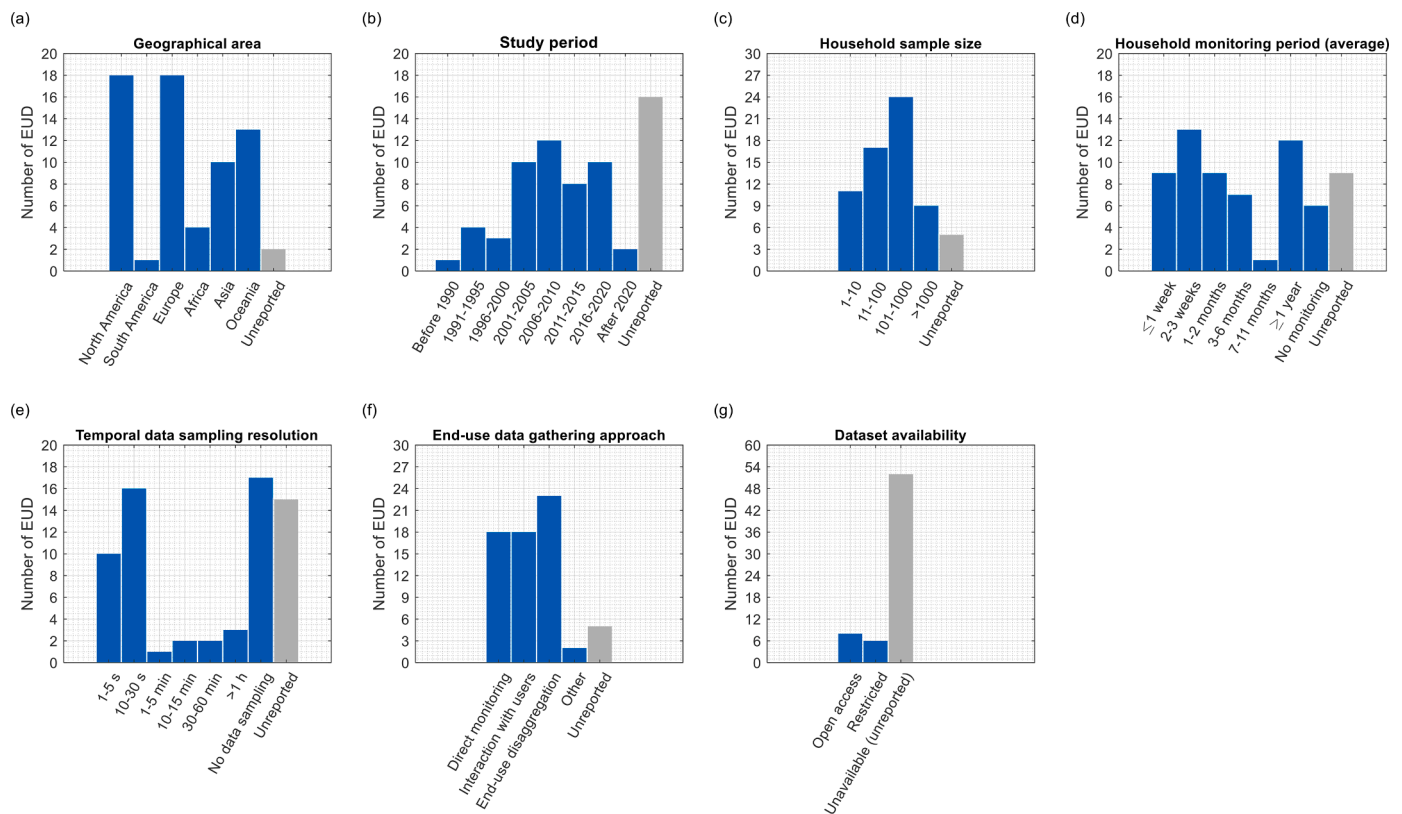 (a)
Geographical area
Number of EUD
20
18
16
14
12
10
8
6
4
2
0
North America
South America
Europe
Africa
Asia
Oceania
Unreported
(b)
Study period
Number of EUD
20
18
16
14
12
10
8
6
4
2
0
Before 1990
1991-1995
1996-2000
2001-2005
2006-2010
2011-2015
2016-2020
After 2020
Unreported
(c)
Household sample size
Number of EUD
30
27
24
21
18
15
12
9
6
3
0
1-10
11-100
101-1000
>1000
Unreported
(d)
Household monitoring period (average)
Number of EUD
20
18
16
14
12
10
8
6
4
2
0
≤1 week
2-3 weeks
1-2 months
3-6 months
7-11 months
≥1 year
No monitoring
Unreported
(e)
Temporal data sampling resolution
Number of EUD
20
18
16
14
12
10
8
6
4
2
0
1-5 s
10-30 s
1-5 min
10-15 min
30-60 min
>1 h
No data sampling
Unreported
(f)
End-use data gathering approach
Number of EUD
30
27
24
21
18
15
12
9
6
3
0
Direct monitoring
Interaction with users
End-use disaggregation
Other
Unreported
(g)
Dataset availability
Number of EUD
60
54
48
42
36
30
24
18
12
6
0
Open access
Restricted
Unavailable (unreported)